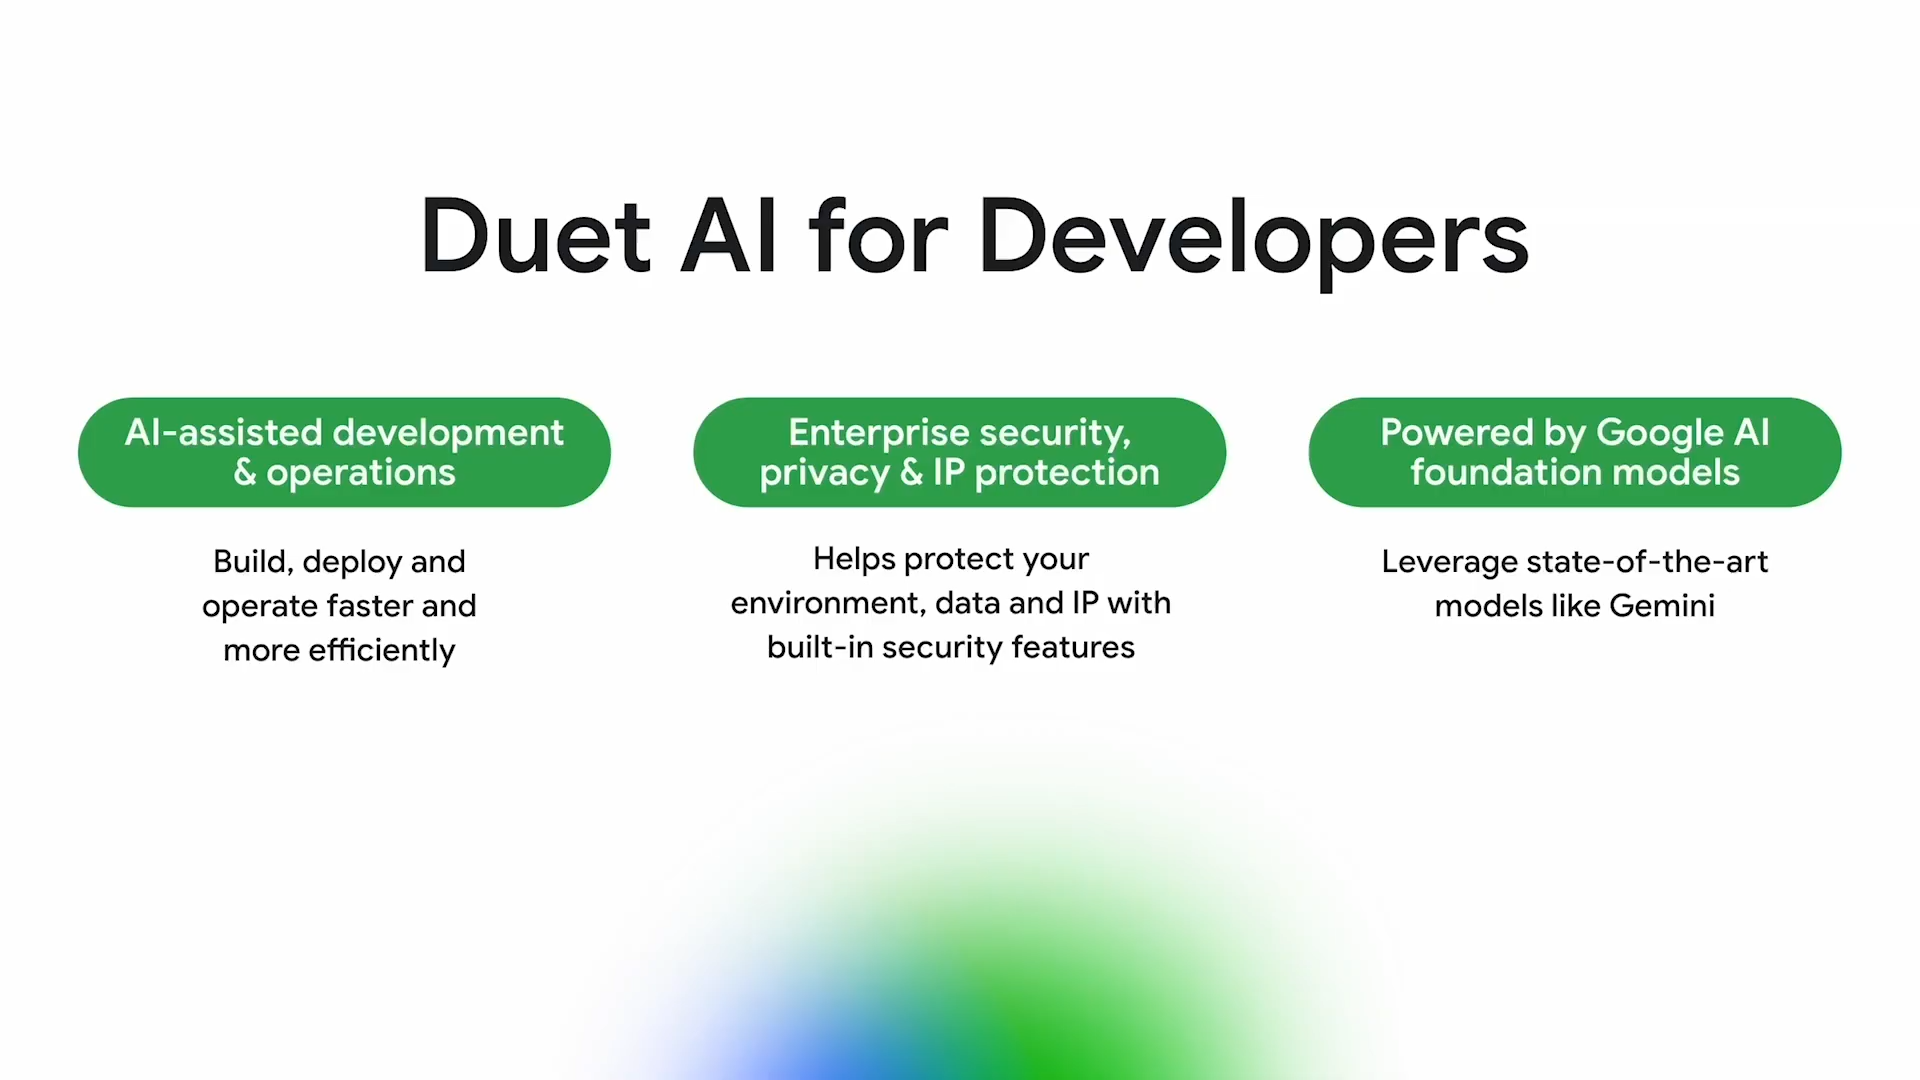 Duet AI for Developers
AI-assisted development
& operations
Build, deploy and
operate faster and
more efficiently
Enterprise security,
privacy & IP protection
Helps protect your
environment, data and IP with
built-in security features
Powered by Google AI
foundation models
Leverage state-of-the-art
models like Gemini